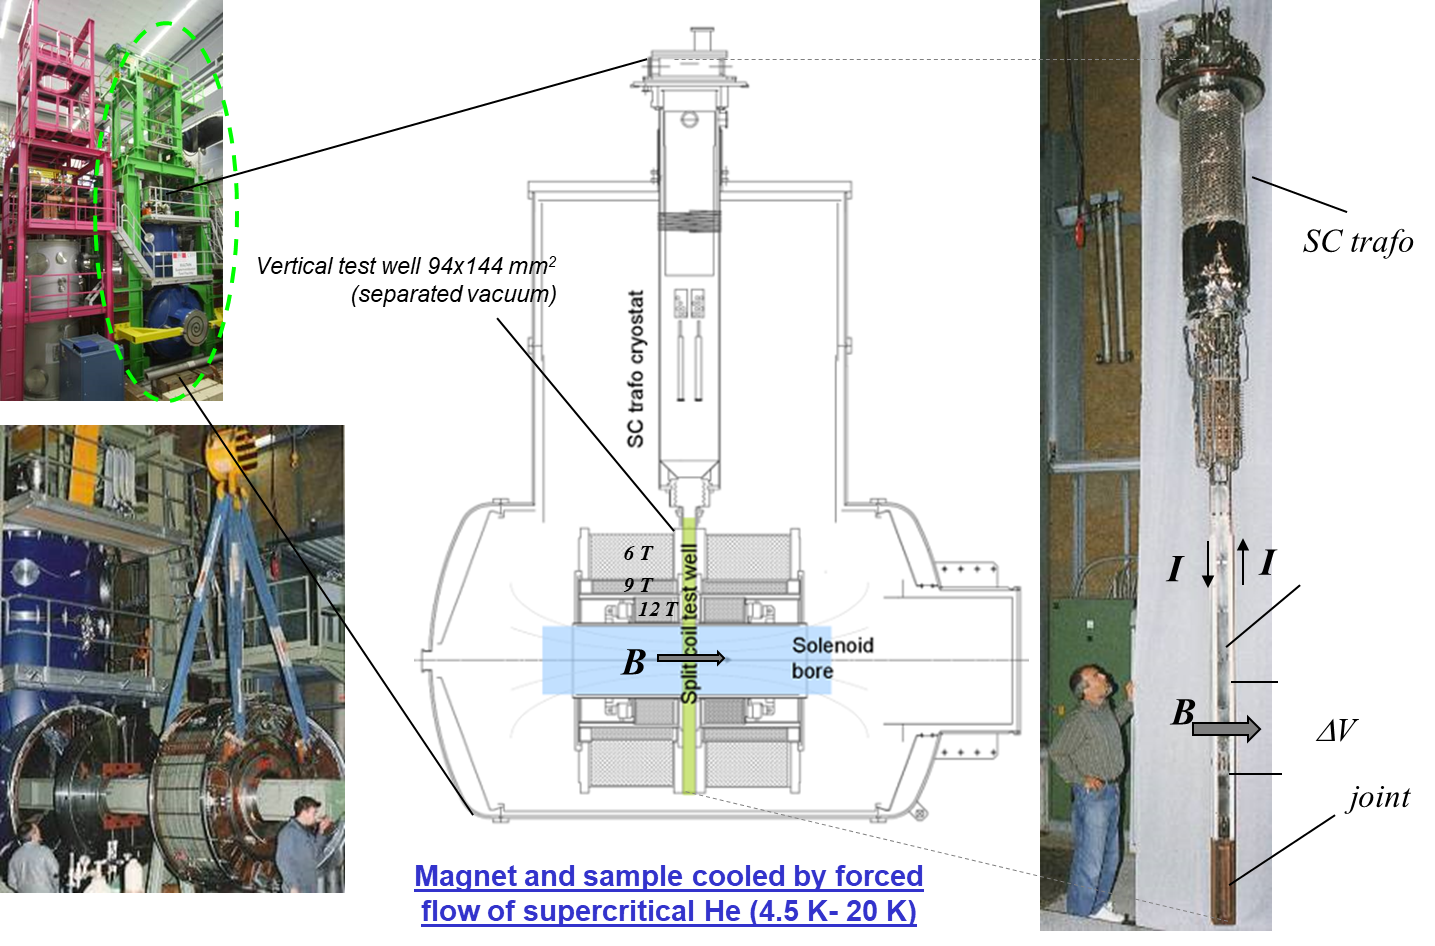 Vertical test well 94x144 mm²
(separated vacuum)
SC trafo cryostat
6 T
9 T
12 T
Split coil test well
B
Solenoid
bore
Magnet and sample cooled by forced
flow of supercritical He (4.5 K- 20 K)
SC trafo
I
I
B
ΔV
joint